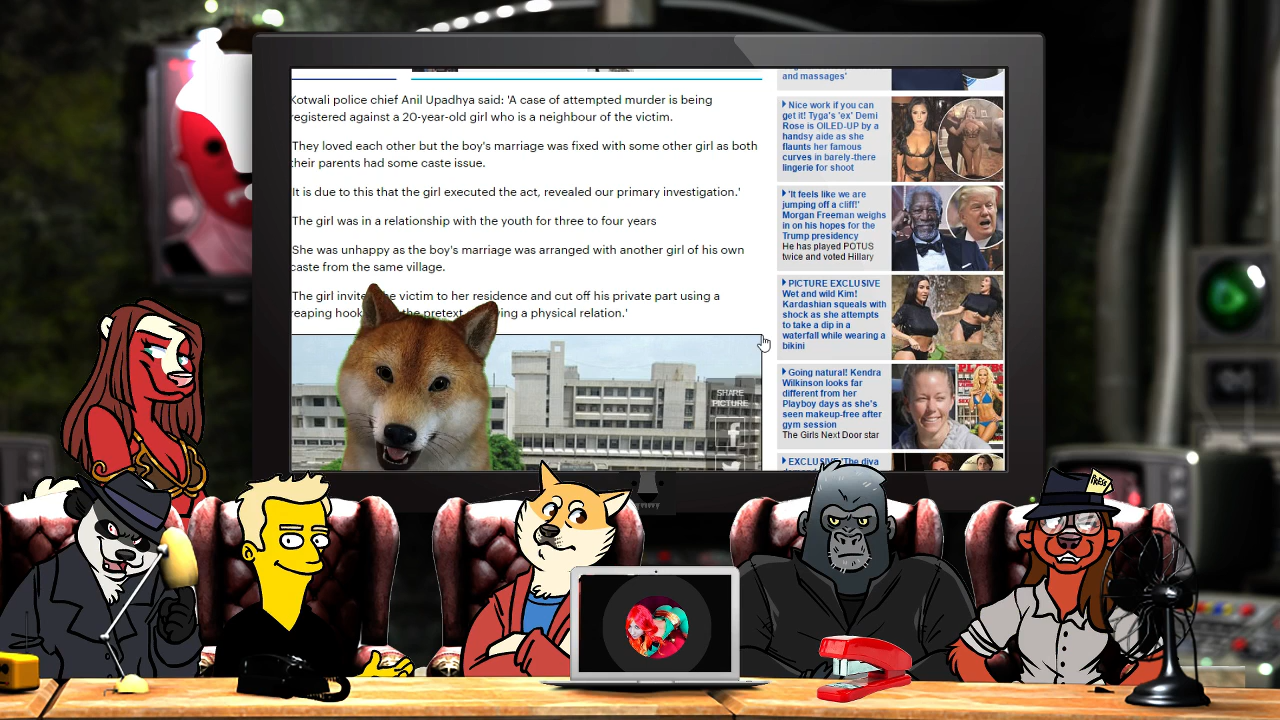 Kotwali police chief Anil Upadhya said: 'A case of attempted murder is being
registered against a 20-year-old girl who is a neighbour of the victim.
'They loved each other but the boy's marriage was fixed with some other girl as both
their parents had some caste issue.
'It is due to this that the girl executed the act, revealed our primary investigation.'
The girl was in a relationship with the youth for three to four years
'She was unhappy as the boy's marriage was arranged with another girl of his own
caste from the same village.
'The girl invited the victim to her residence and cut off his private part using a
reaping hook the pretext having a physical relation.'
SHARE
PICTURE
and massages'
Nice work if you can
get it! Tyga's 'ex' Demi
Rose is OILED-UP by a
handsy aide as she
flaunts her famous
curves in barely-there
lingerie for shoot
'It feels like we are
jumping off a cliff!'
Morgan Freeman weighs
in on his hopes for the
Trump presidency
He has played POTUS
twice and voted Hillary
PICTURE EXCLUSIVE
Wet and wild Kim!
Kardashian squeals with
shock as she attempts
to take a dip in a
waterfall while wearing a
bikini
Going natural! Kendra
Wilkinson looks far
different from her
Playboy days as she's
seen makeup-free after
gym session
The Girls Next Door star
EXCLUSIVE 'The diva
PRESS